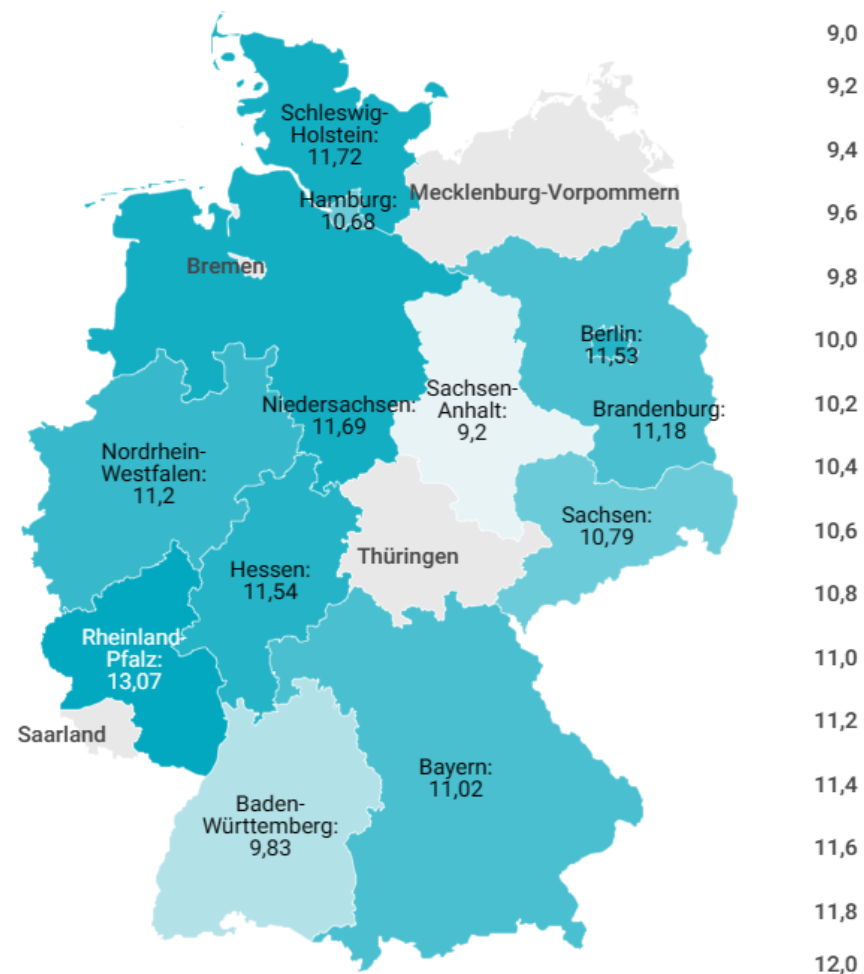 9,0
9,2
Schleswig-
Holstein:
11,72
9,4
Hamburg:
10,68
Mecklenburg-Vorpommern
9,6
Bremen
9,8
Berlin:
11,53
10,0
Niedersachsen:
11,69
Sachsen-
Anhalt:
9,2
Brandenburg:
11,18
10,2
Nordrhein-
Westfalen:
11,2
10,4
Sachsen:
10,79
10,6
Thüringen
Hessen:
11,54
10,8
Rheinland-
Pfalz:
13,07
11,0
Saarland
11,2
Bayern:
11,02
11,4
Baden-
Württemberg:
9,83
11,6
11,8
12,0